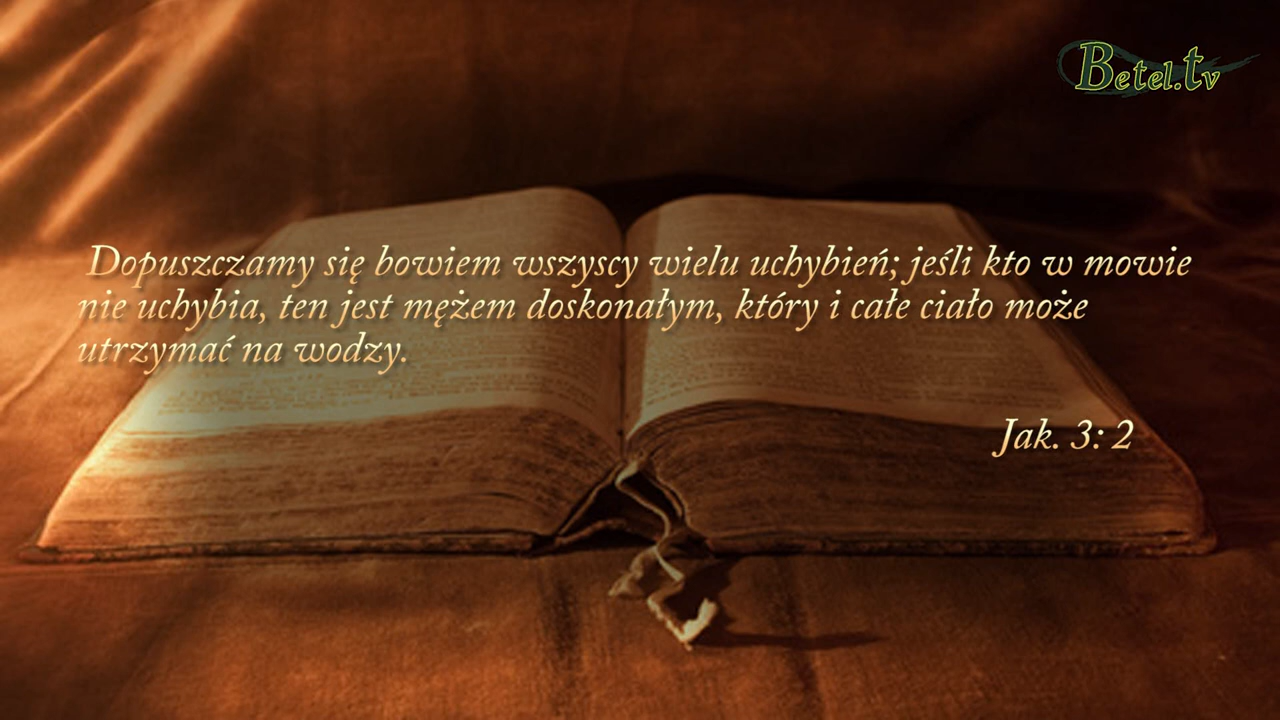 Betel.tv
Dopuszczamy się bowiem wszyscy wielu uchybień; jeśli kto w mowie
nie uchybia, ten jest mężem doskonałym, który i całe ciało może
utrzymać na wodzy.
Jak. 3: 2